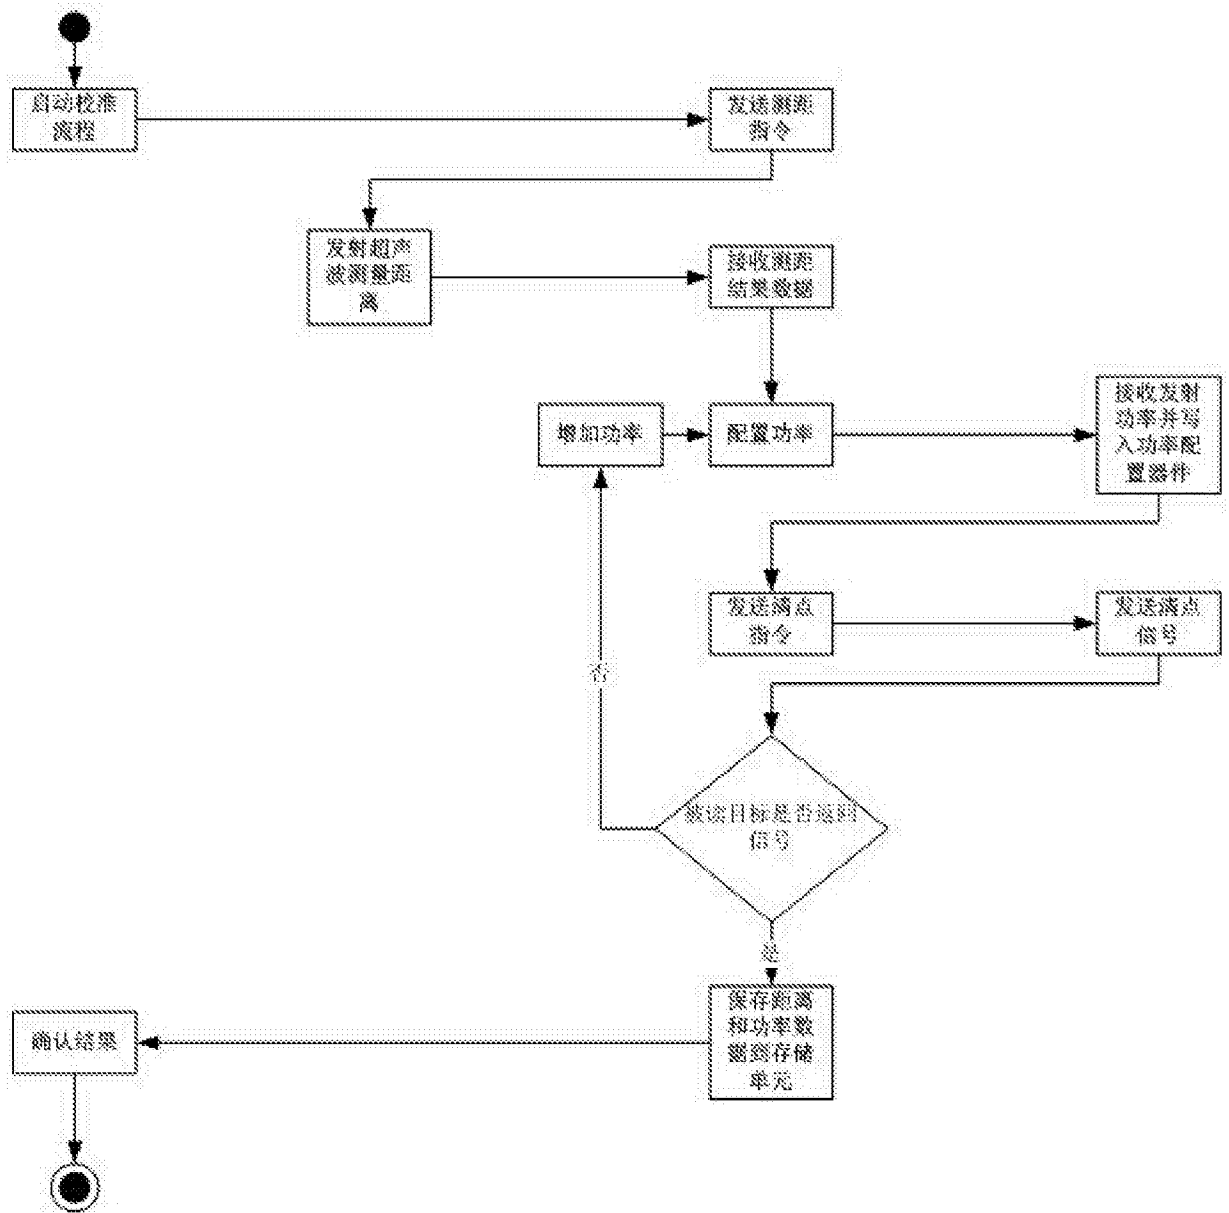 启动校准
流程
发送测距
指令
发射超声
波测量距
离
接收测距
结果数据
增加功率
配置功率
接收发射
功率并写
入功率配
置器件
发送清点
指令
发送清点
信号
否
被读目标是否返回
信号
是
保存距离
和功率数
据到存储
单元
确认结果